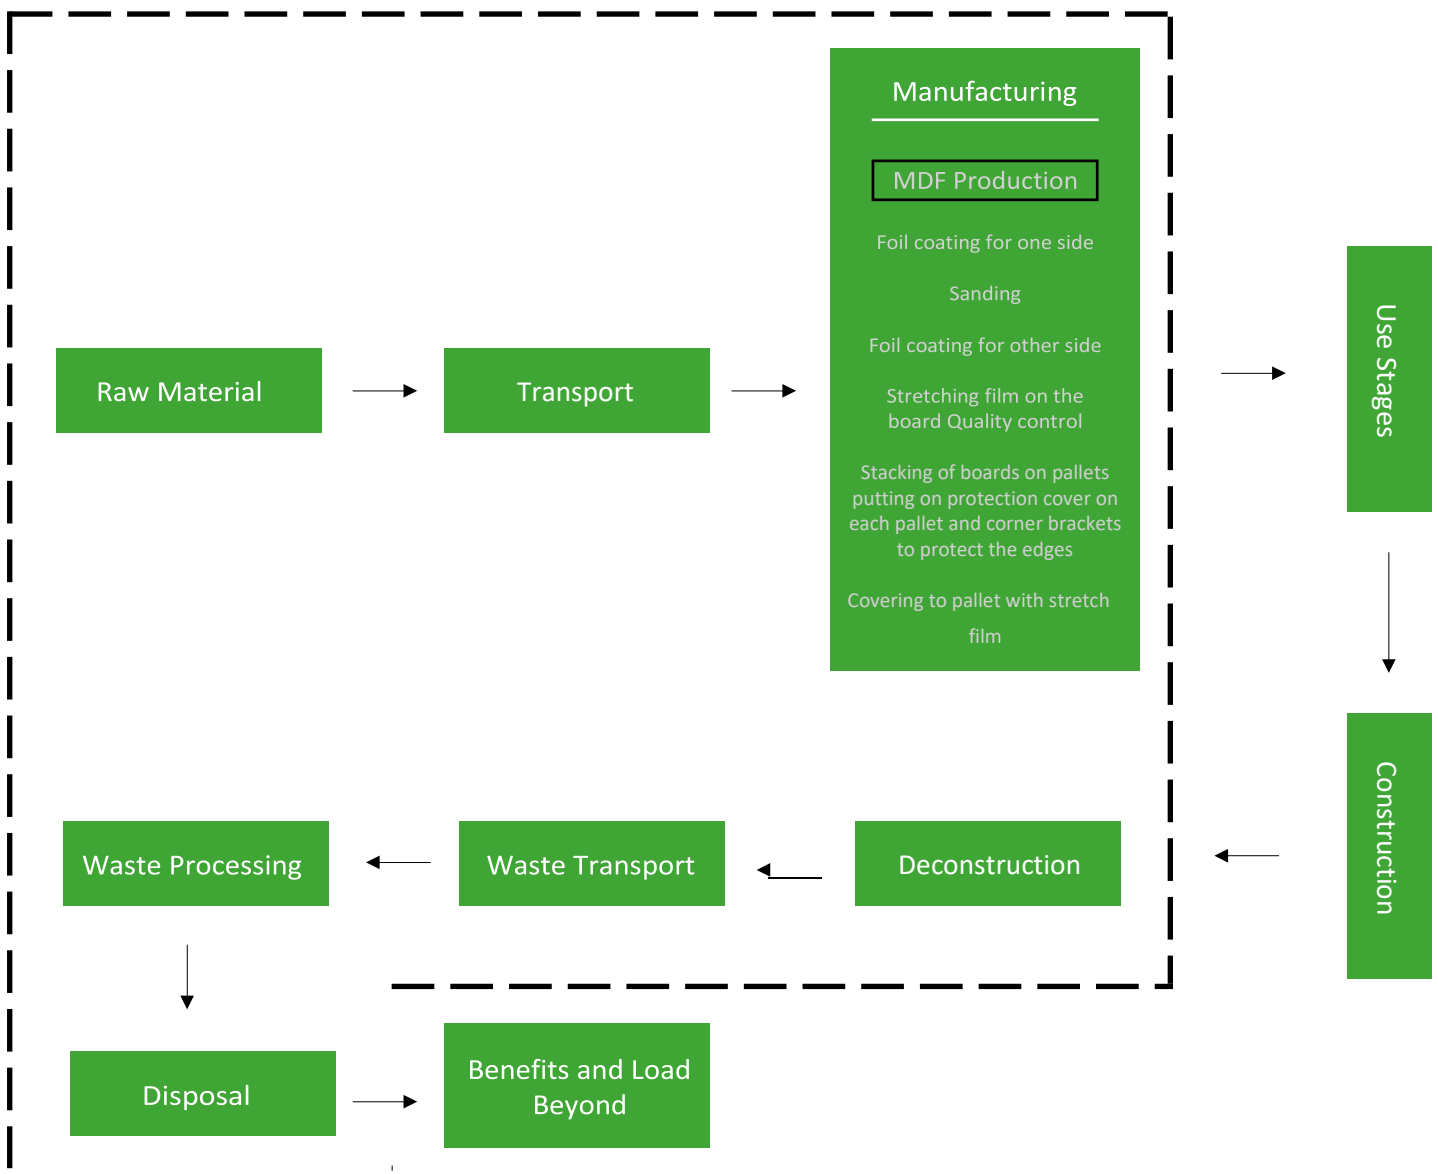 Manufacturing
MDF Production
Foil coating for one side
Sanding
Foil coating for other side
Stretching film on the
board Quality control
Stacking of boards on pallets
putting on protection cover on
each pallet and corner brackets
to protect the edges
Covering to pallet with stretch
film
Raw Material
Transport
Use Stages
Construction
Deconstruction
Waste Transport
Waste Processing
Disposal
Benefits and Load
Beyond